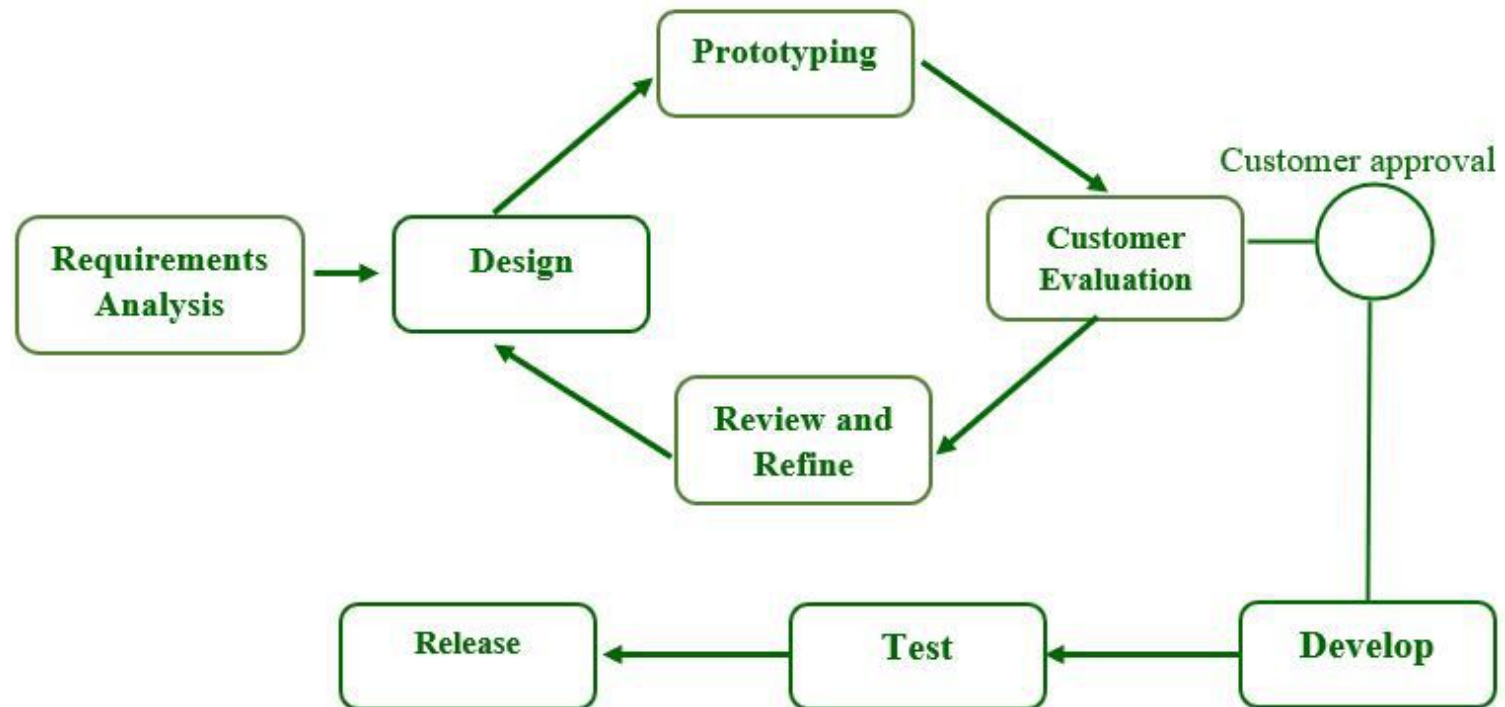 Prototyping
Customer approval
Requirements
Analysis
Design
Customer
Evaluation
Review and
Refine
Release
Test
Develop